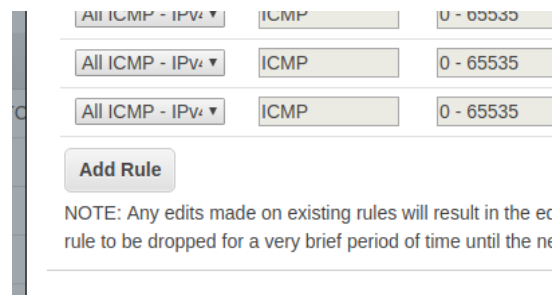 All ICMP - IPv4 ICMP 0 - 65535
All ICMP - IPv4 ICMP 0 - 65535
All ICMP - IPv4 ICMP 0 - 65535
Add Rule
NOTE: Any edits made on existing rules will result in the
rule to be dropped for a very brief period of time until the